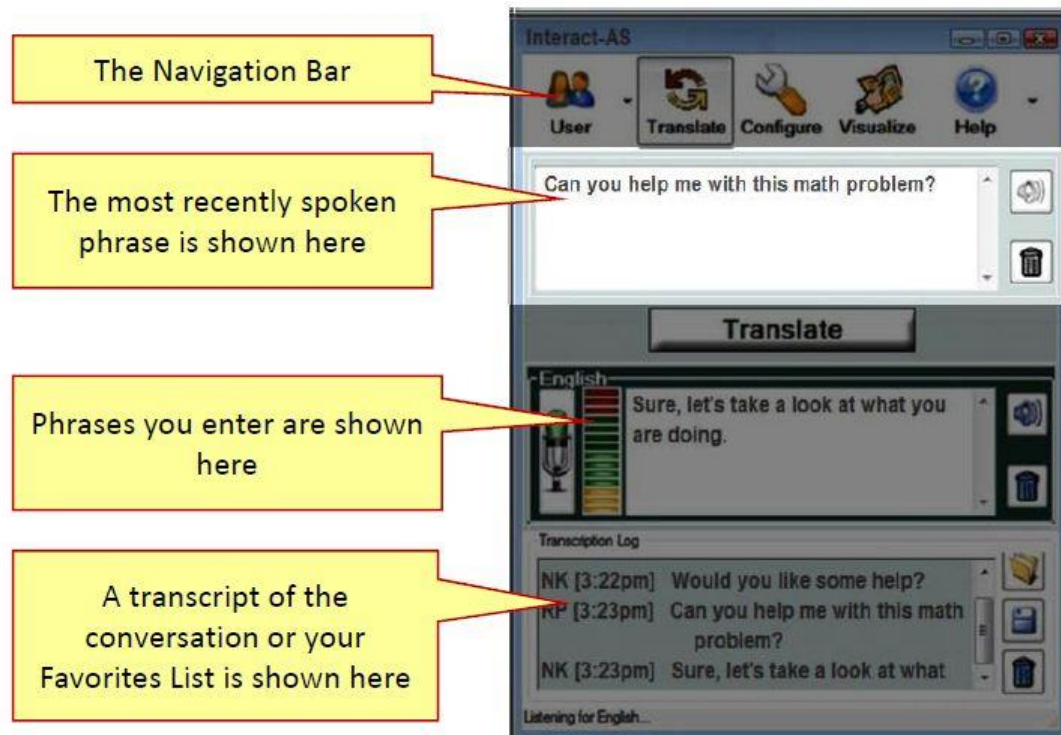 Interact-AS
The Navigation Bar
User
Translate
Configure
Visualize
Help
The most recently spoken
phrase is shown here
Can you help me with this math problem?
Translate
English
Phrases you enter are shown
here
Sure, let's take a look at what you
are doing.
Transcription Log
A transcript of the
conversation or your
Favorites List is shown here
NK [3:22pm] Would you like some help?
RP [3:23pm] Can you help me with this math
problem?
NK [3:23pm] Sure, let's take a look at what
Listening for English...